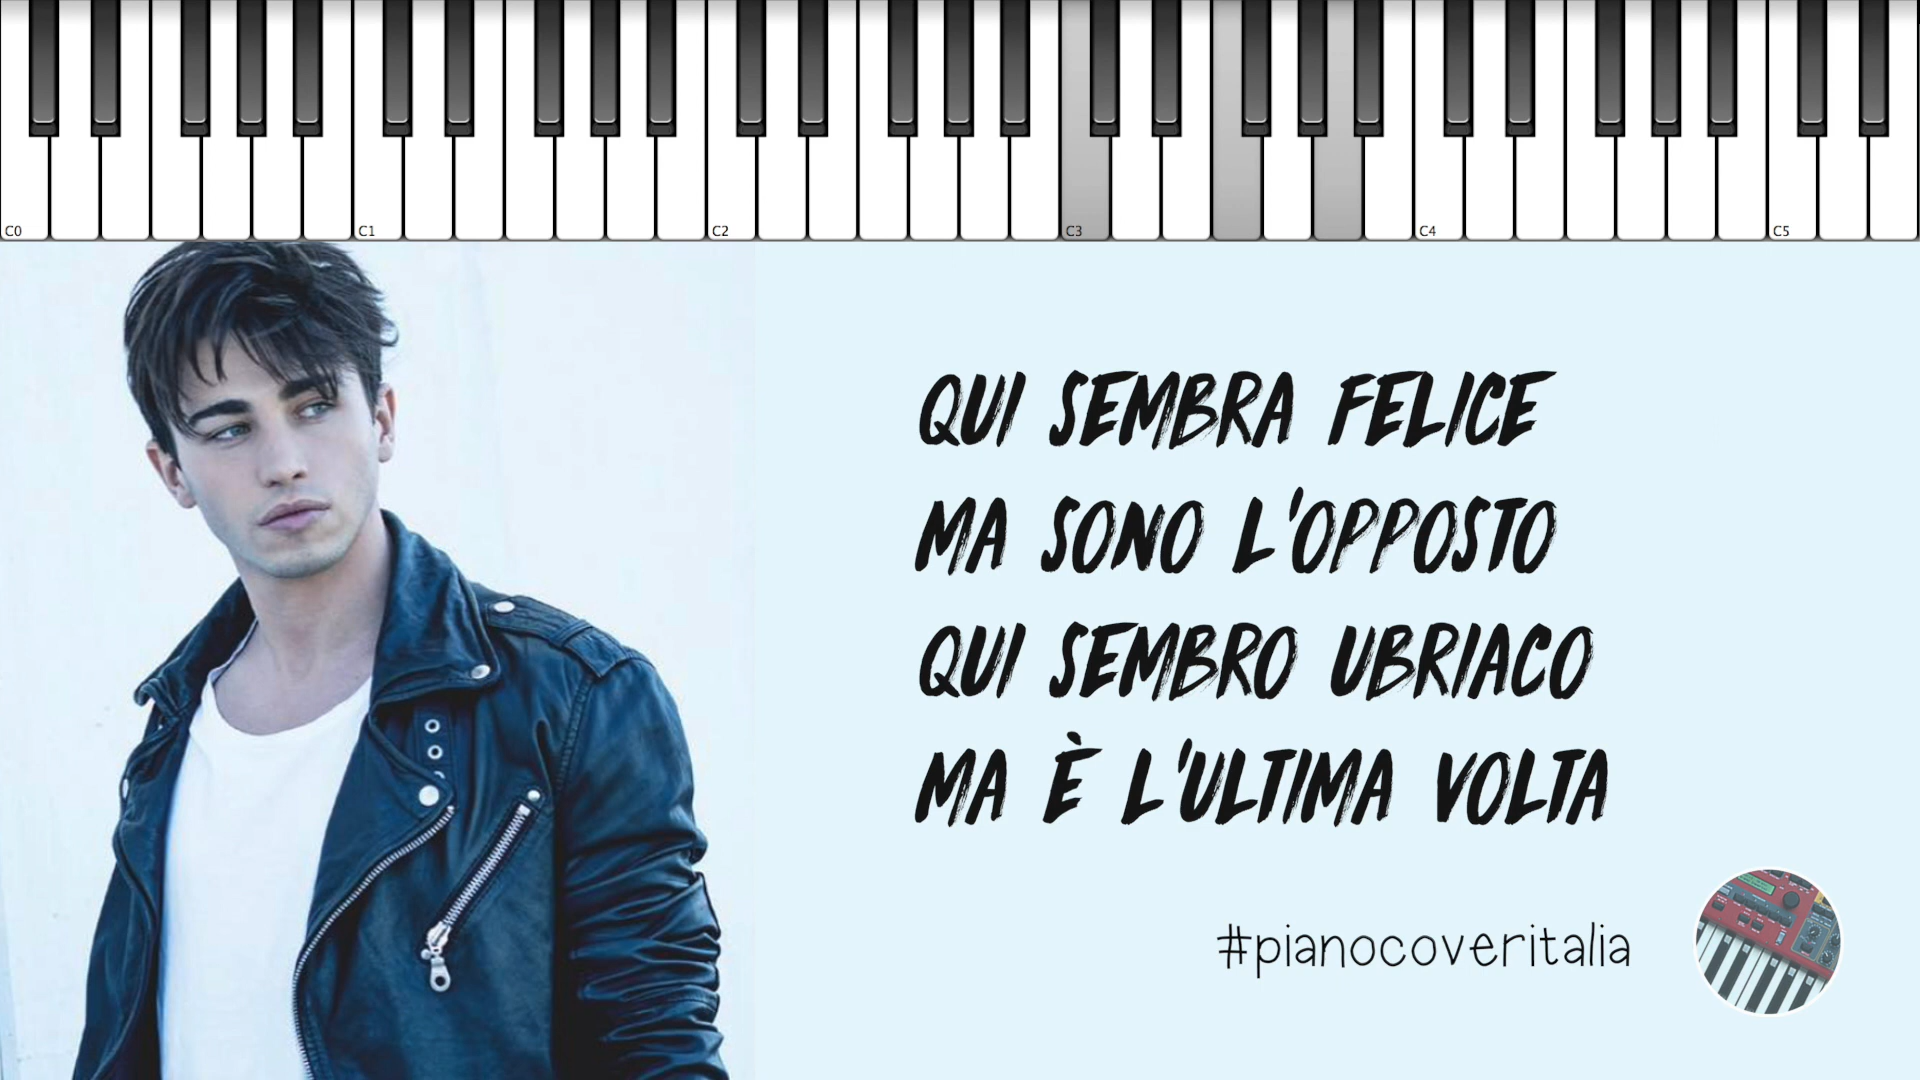 C0 C1 C2 C3 C4 C5
QUI SEMBRA FELICE
MA SONO L'OPPOSTO
QUI SEMBRO UBRIACO
MA È L'ULTIMA VOLTA
#pianocoveritalia